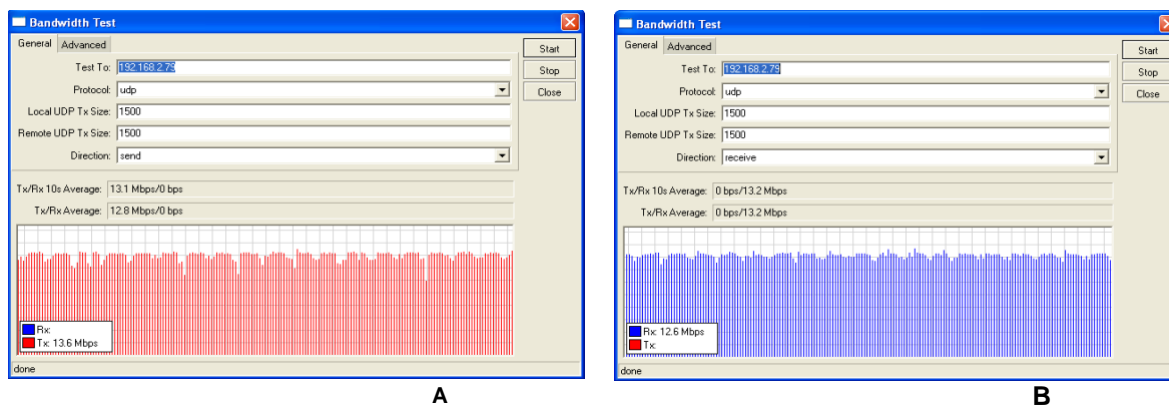 Bandwidth Test
General Advanced
Test To: 192.168.2.79
Protocol: udp
Local UDP Tx Size: 1500
Remote UDP Tx Size: 1500
Direction: send
Start
Stop
Close
Tx/Rx 10s Average: 13.1 Mbps/0 bps
Tx/Rx Average: 12.8 Mbps/0 bps
Rx:
Tx: 13.6 Mbps
done
A
Bandwidth Test
General Advanced
Test To: 192.168.2.79
Protocol: udp
Local UDP Tx Size: 1500
Remote UDP Tx Size: 1500
Direction: receive
Start
Stop
Close
Tx/Rx 10s Average: 0 bps/13.2 Mbps
Tx/Rx Average: 0 bps/13.2 Mbps
Rx: 12.6 Mbps
Tx:
done
B